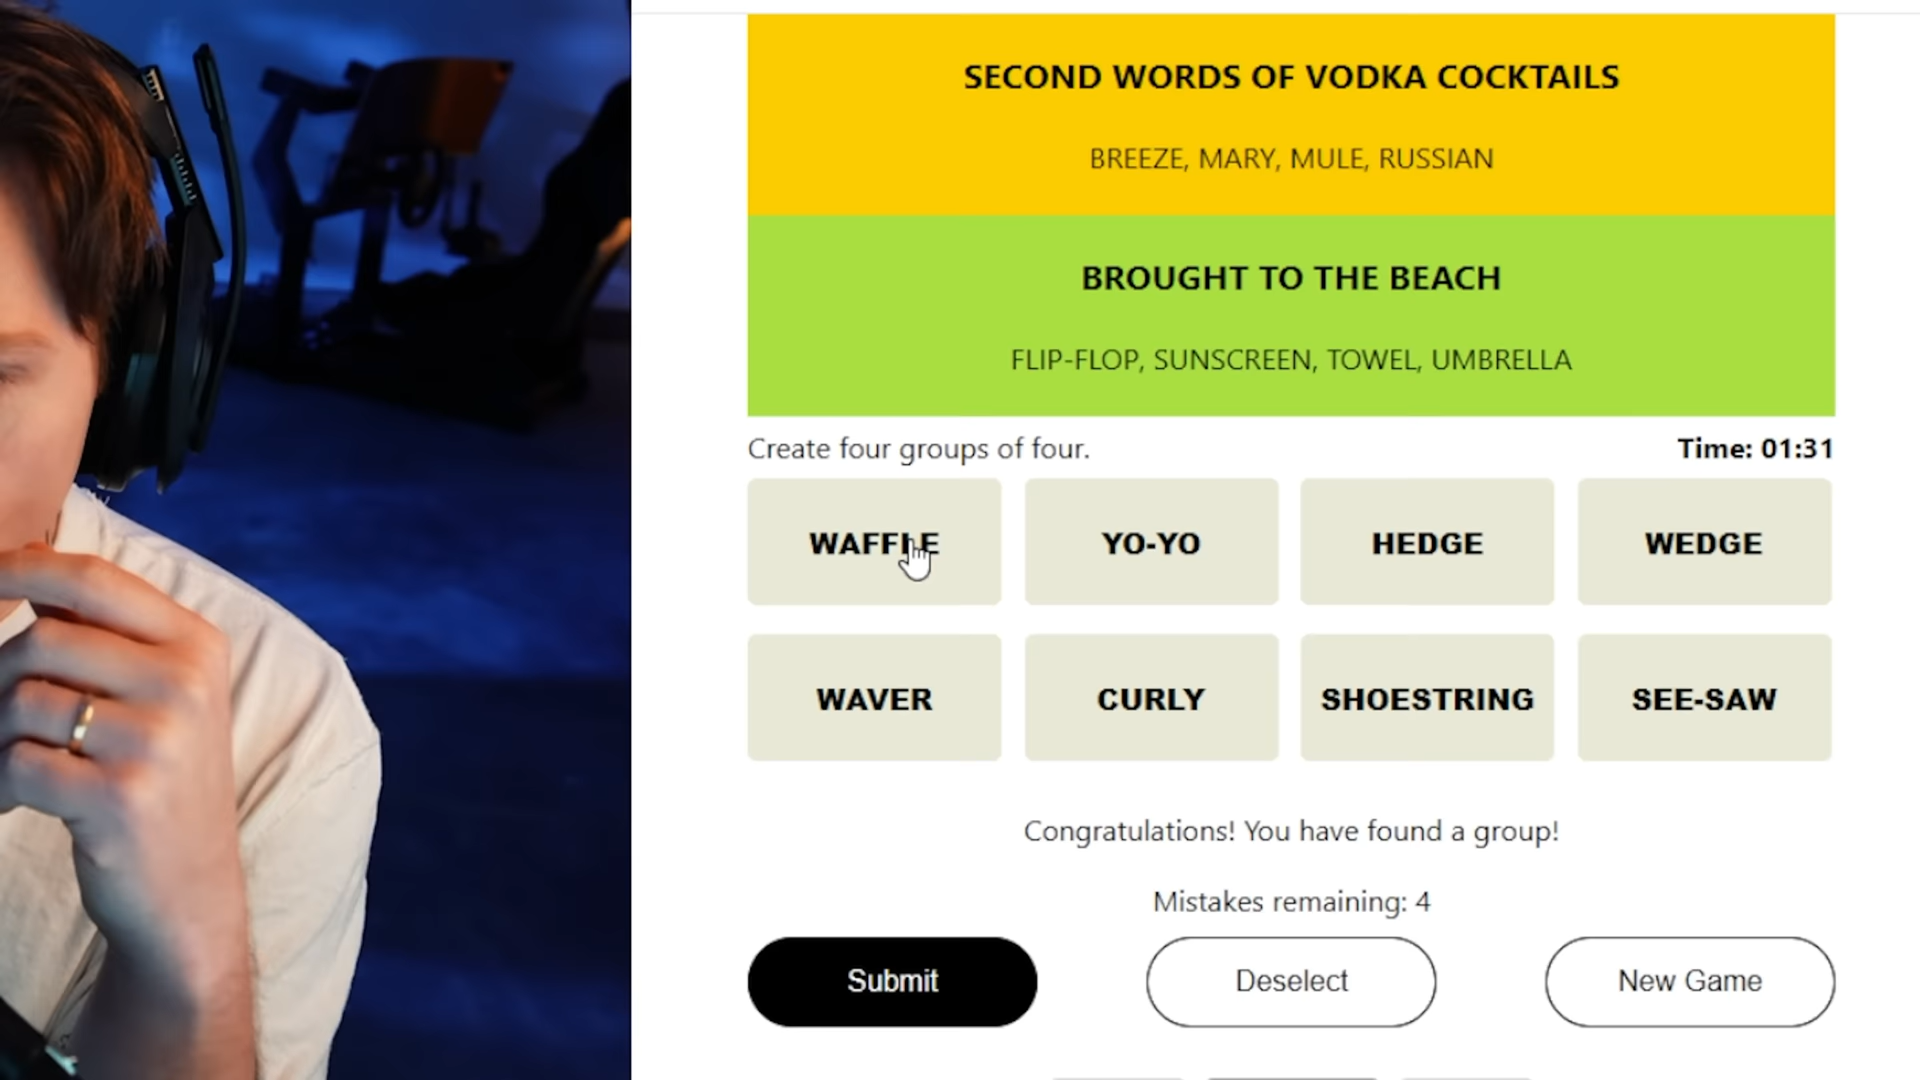 SECOND WORDS OF VODKA COCKTAILS
BREEZE, MARY, MULE, RUSSIAN
BROUGHT TO THE BEACH
FLIP-FLOP, SUNSCREEN, TOWEL, UMBRELLA
Create four groups of four.
Time: 01:31
WAFFLE YO-YO HEDGE WEDGE
WAVER CURLY SHOESTRING SEE-SAW
Congratulations! You have found a group!
Mistakes remaining: 4
Submit Deselect New Game